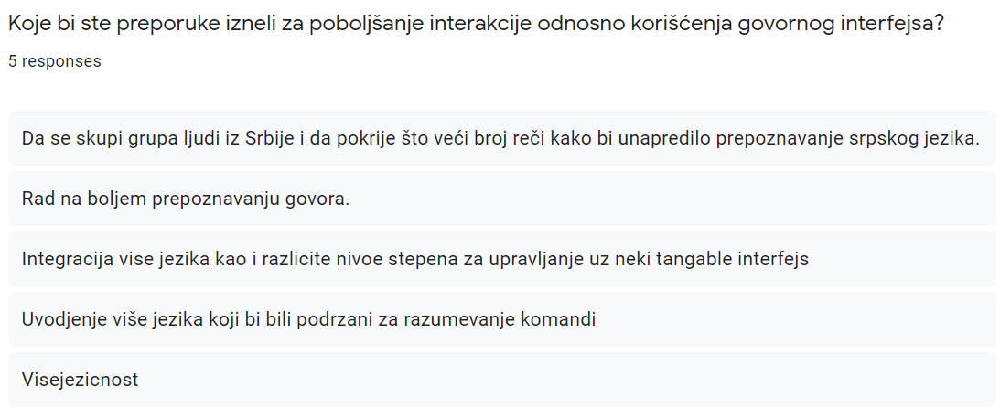 Koje bi ste preporuke izneli za poboljšanje interakcije odnosno korišćenja govornog interfejsa?
5 responses
Da se skupi grupa ljudi iz Srbije i da pokrije što veći broj reči kako bi unapredilo prepoznavanje srpskog jezika.
Rad na boljem prepoznavanju govora.
Integracija vise jezika kao i razlicite nivoe stepena za upravljanje uz neki tangable interfejs
Uvodjenje više jezika koji bi bili podrzani za razumevanje komandi
Visejezicnost